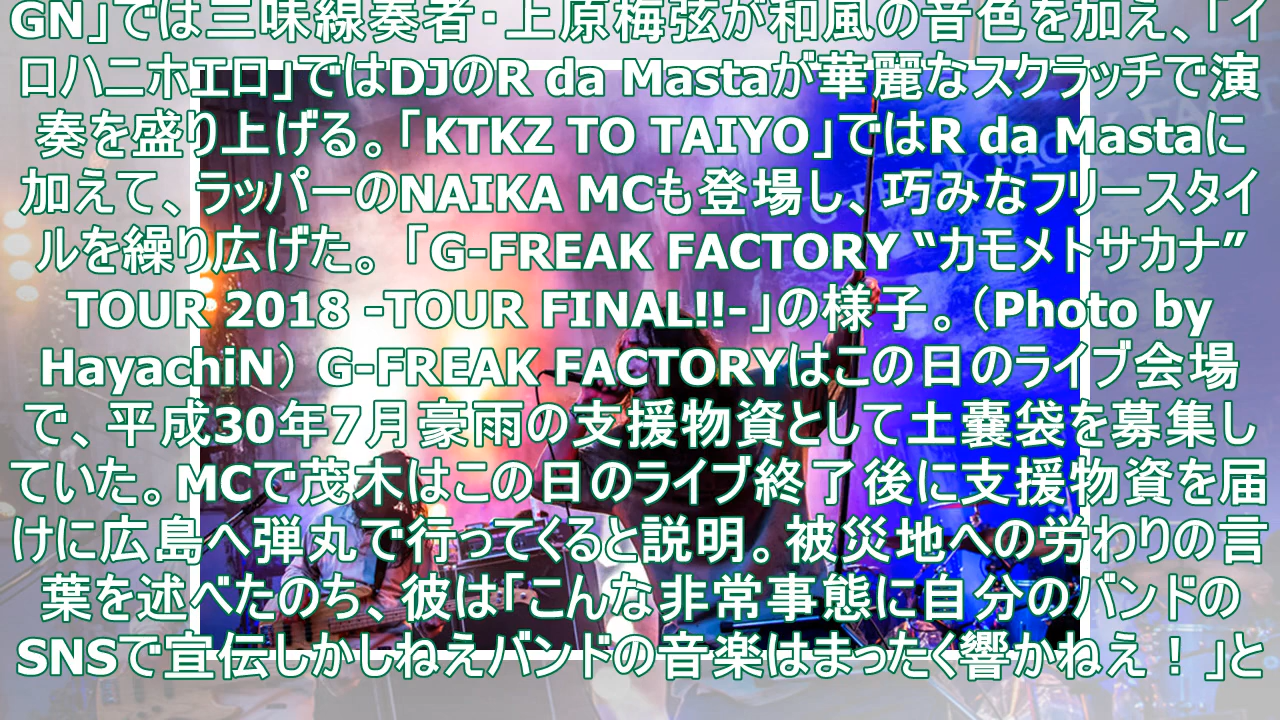 GN」では三味線奏者・上原梅弦が和風の音色を加え、「イ
ロハニホエロ」ではDJのR da Mastaが華麗なスクラッチで演
奏を盛り上げる。「KTKZ TO TAIYO」ではR da Mastaに
加えて、ラッパーのNAIKA MCも登場し、巧みなフリースタイ
ルを繰り広げた。「G-FREAK FACTORY “カモメトサカナ”
TOUR 2018 -TOUR FINAL!!-」の様子。（Photo by
HayachiN）G-FREAK FACTORYはこの日のライブ会場
で、平成30年7月豪雨の支援物資として土嚢袋を募集し
ていた。MCで茂木はこの日のライブ終了後に支援物資を届
けに広島へ弾丸で行ってくると説明。被災地への労わりの言
葉を述べたのち、彼は「こんな非常事態に自分のバンドの
SNSで宣伝しかしねえバンドの音楽はまったく響かねえ！」と